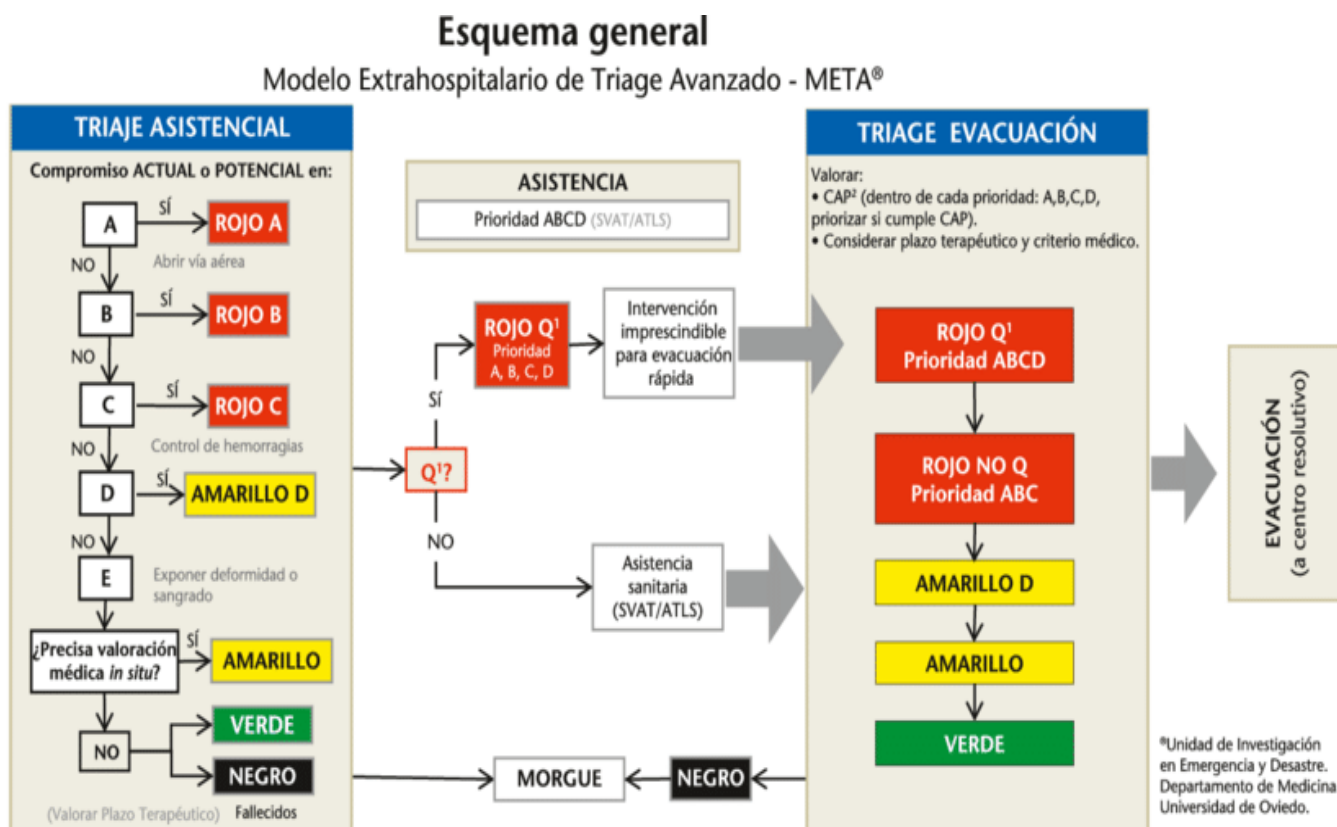 Esquema general
Modelo Extrahospitalario de Triage Avanzado - META®
TRIAJE ASISTENCIAL
Compromiso ACTUAL o POTENCIAL en:
A
SÍ
ROJO A
NO
Abrir vía aérea
B
SÍ
ROJO B
NO
C
SÍ
ROJO C
NO
Control de hemorragias
D
SÍ
AMARILLO D
NO
E
Exponer deformidad o
sangrado
¿Precisa valoración
médica in situ?
SÍ
AMARILLO
NO
VERDE
NEGRO
(Valorar Plazo Terapéutico)
Fallecidos
ASISTENCIA
Prioridad ABCD (SVAT/ATLS)
Q¹?
SÍ
ROJO Q¹
Prioridad
A, B, C, D
Intervención
imprescindible
para evacuación
rápida
NO
Asistencia
sanitaria
(SVAT/ATLS)
MORGUE
NEGRO
TRIAGE EVACUACIÓN
Valorar:
• CAP² (dentro de cada prioridad: A,B,C,D,
priorizar si cumple CAP).
• Considerar plazo terapéutico y criterio médico.
ROJO Q¹
Prioridad ABCD
ROJO NO Q
Prioridad ABC
AMARILLO D
AMARILLO
VERDE
EVACUACIÓN
(a centro resolutivo)
®Unidad de Investigación
en Emergencia y Desastre.
Departamento de Medicina
Universidad de Oviedo.